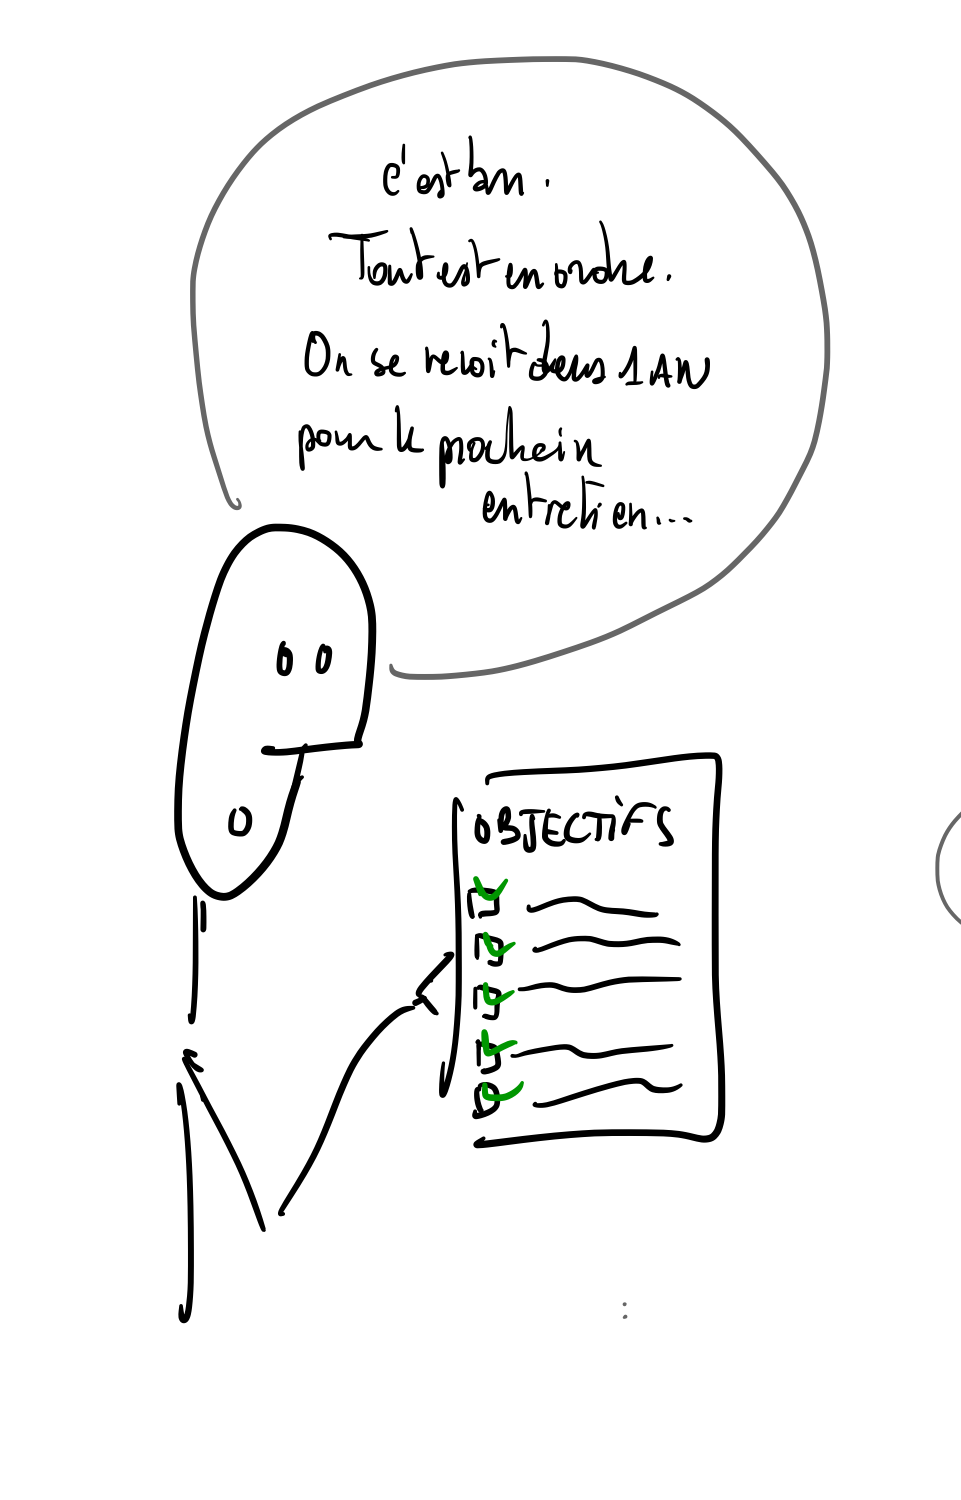 c'est bon.
Tout est en ordre.
On se revoit dans 1 AN
pour le prochain
entretien...
OBJECTIFS